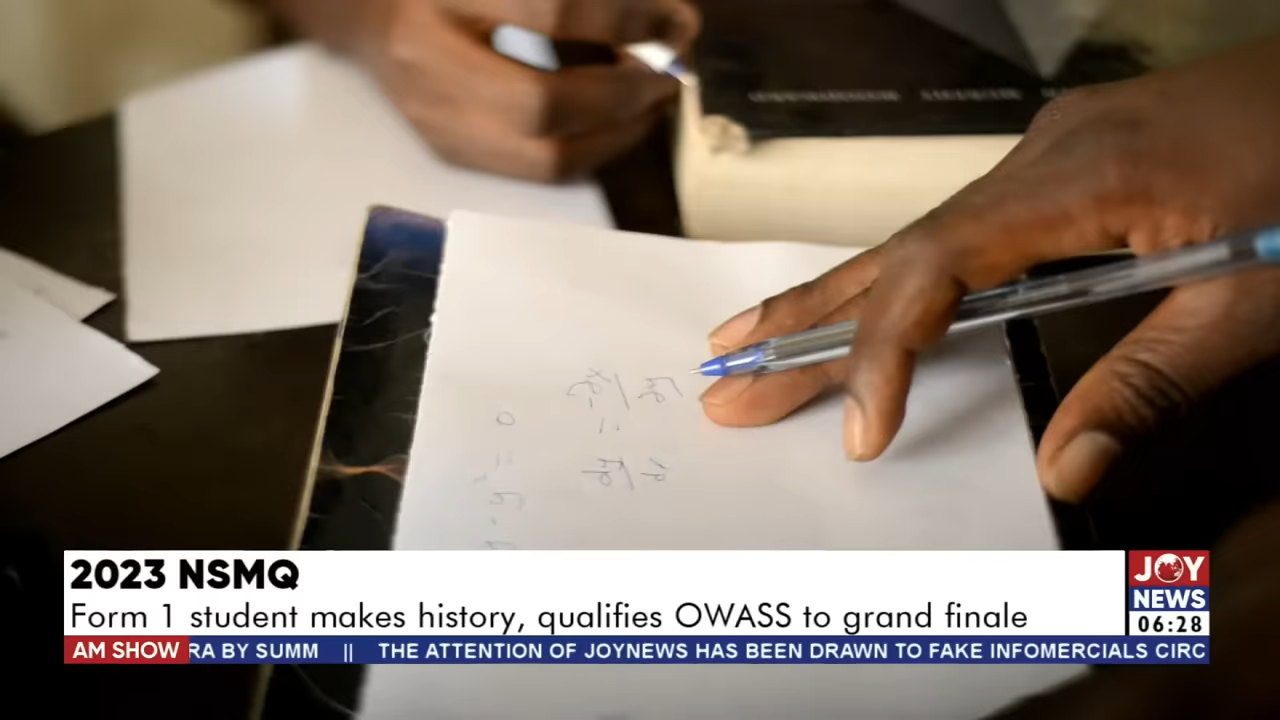 2023 NSMQ
Form 1 student makes history, qualifies OWASS to grand finale
JOY
NEWS
06:28
AM SHOW
RA BY SUMM || THE ATTENTION OF JOYNEWS HAS BEEN DRAWN TO FAKE INFOMERCIALS CIRC